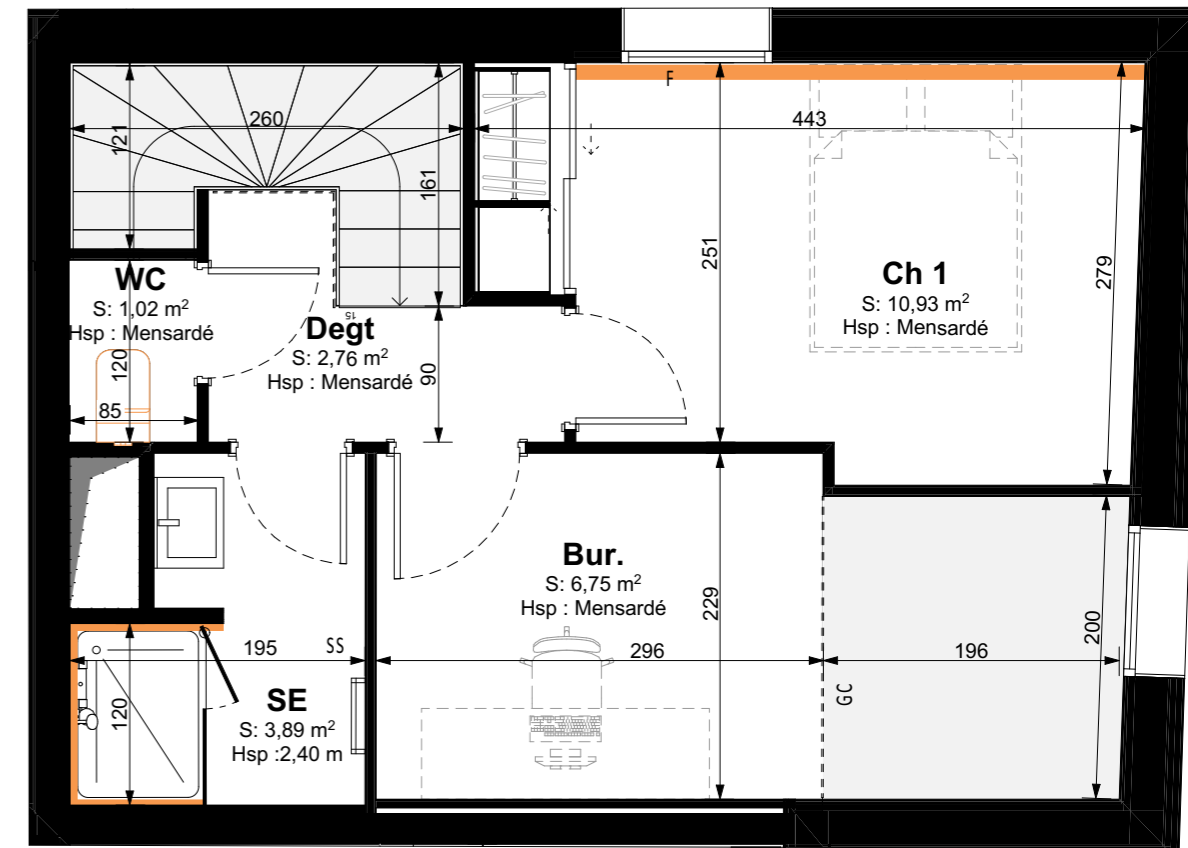 F
260
443
121
161
251
279
WC
S: 1,02 m²
Hsp : Mensardé
120
85
15
Degt
S: 2,76 m²
Hsp : Mensardé
90
Ch 1
S: 10,93 m²
Hsp : Mensardé
Bur.
S: 6,75 m²
Hsp : Mensardé
229
200
195
SS
296
196
GC
120
SE
S: 3,89 m²
Hsp :2,40 m